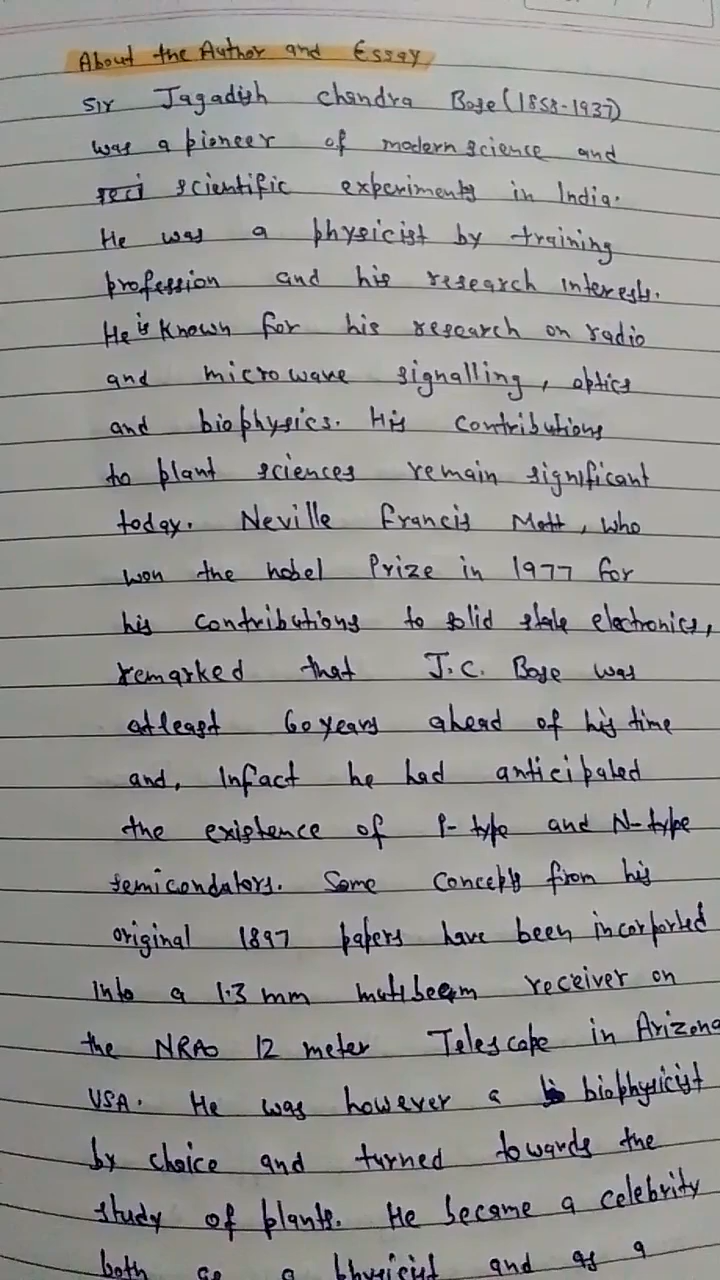 About the Author and Essay
Sir Jagadish chandra Bose (1858-1937)
was a pioneer of modern science and
sci scientific experiments in India.
He was a physicist by training
profession and his research interests.
He is known for his research on radio
and microwave signalling, optics
and biophysics. His contributions
to plant sciences remain significant
today. Neville Francis Mott, who
won the nobel Prize in 1977 for
his contributions to solid state electronics,
remarked that J.C. Bose was
atleast 60 years ahead of his time
and, Infact he had anticipated
the existence of P-type and N-type
semicondators. Some concepts from his
original 1897 papers have been incorported
into a 1.3 mm multibeam receiver on
the NRAO 12 meter Telescope in Arizona
USA. He was however a biophysicist
by choice and turned towards the
study of plants. He became a celebrity
both as a physicist and as a